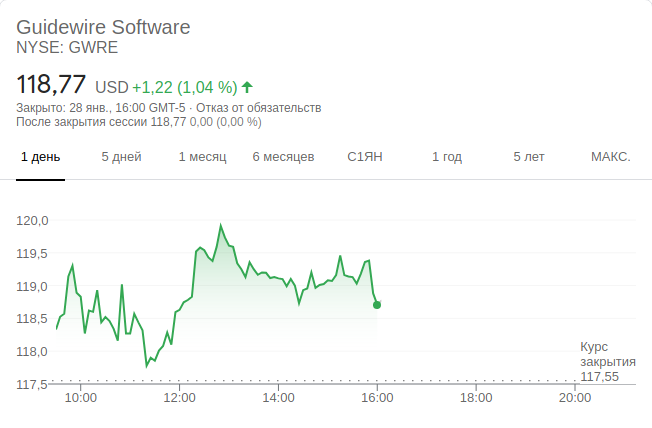 Guidewire Software
NYSE: GWRE
118,77 USD +1,22 (1,04 %)
Закрыто: 28 янв., 16:00 GMT-5 · Отказ от обязательств
После закрытия сессии 118,77 0,00 (0,00 %)
1 день 5 дней 1 месяц 6 месяцев С1ЯН 1 год 5 лет МАКС.
120,0
119,5
119,0
118,5
118,0
117,5
Курс
закрытия
117,55
10:00 12:00 14:00 16:00 18:00 20:00